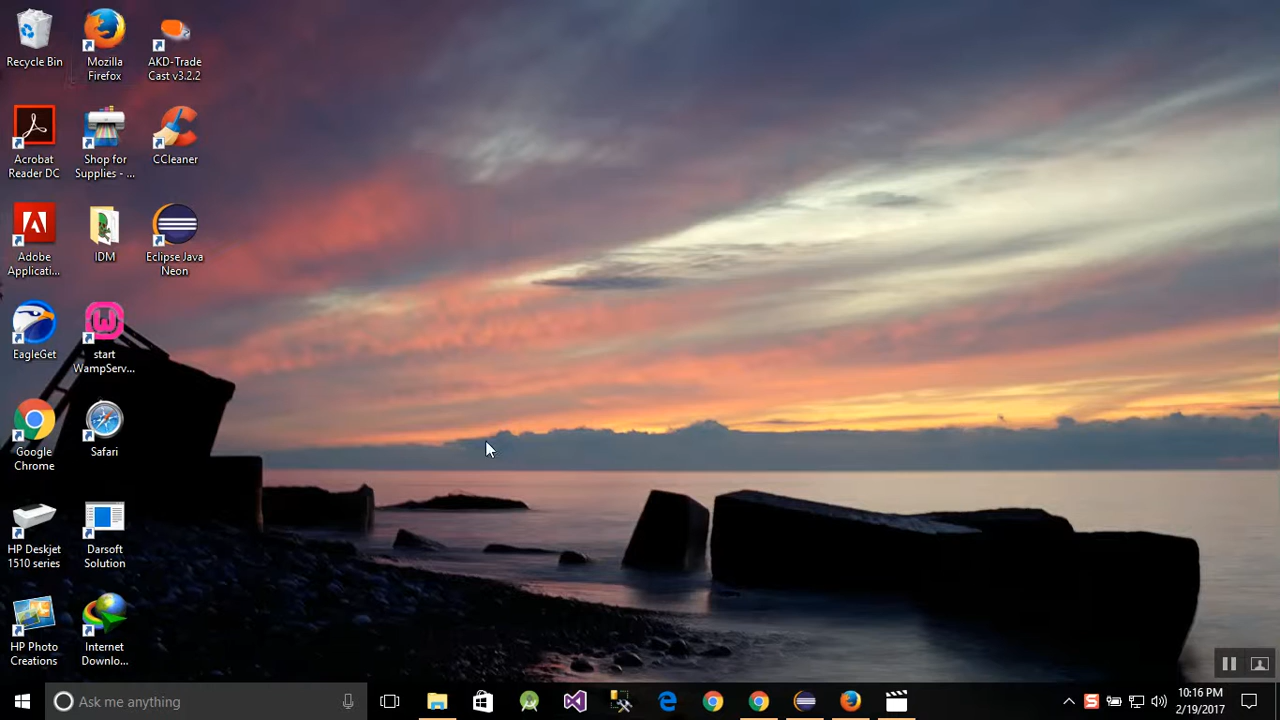 Recycle Bin
Mozilla
Firefox
AKD-Trade
Cast v3.2.2
Acrobat
Reader DC
Shop for
Supplies - ...
CCleaner
Adobe
Applicati...
IDM
Eclipse Java
Neon
EagleGet
start
WampServ...
Google
Chrome
Safari
HP Deskjet
1510 series
Darsoft
Solution
HP Photo
Creations
Internet
Downlo...
Ask me anything
10:16 PM
2/19/2017